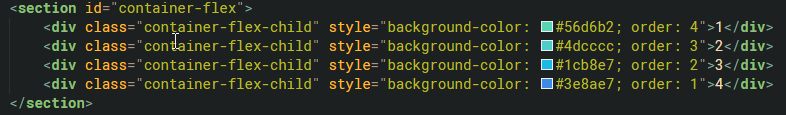 <section id="container-flex">
<div class="container-flex-child" style="background-color: #56d6b2; order: 4">1</div>
<div class="container-flex-child" style="background-color: #4dcccc; order: 3">2</div>
<div class="container-flex-child" style="background-color: #1cb8e7; order: 2">3</div>
<div class="container-flex-child" style="background-color: #3e8ae7; order: 1">4</div>
</section>